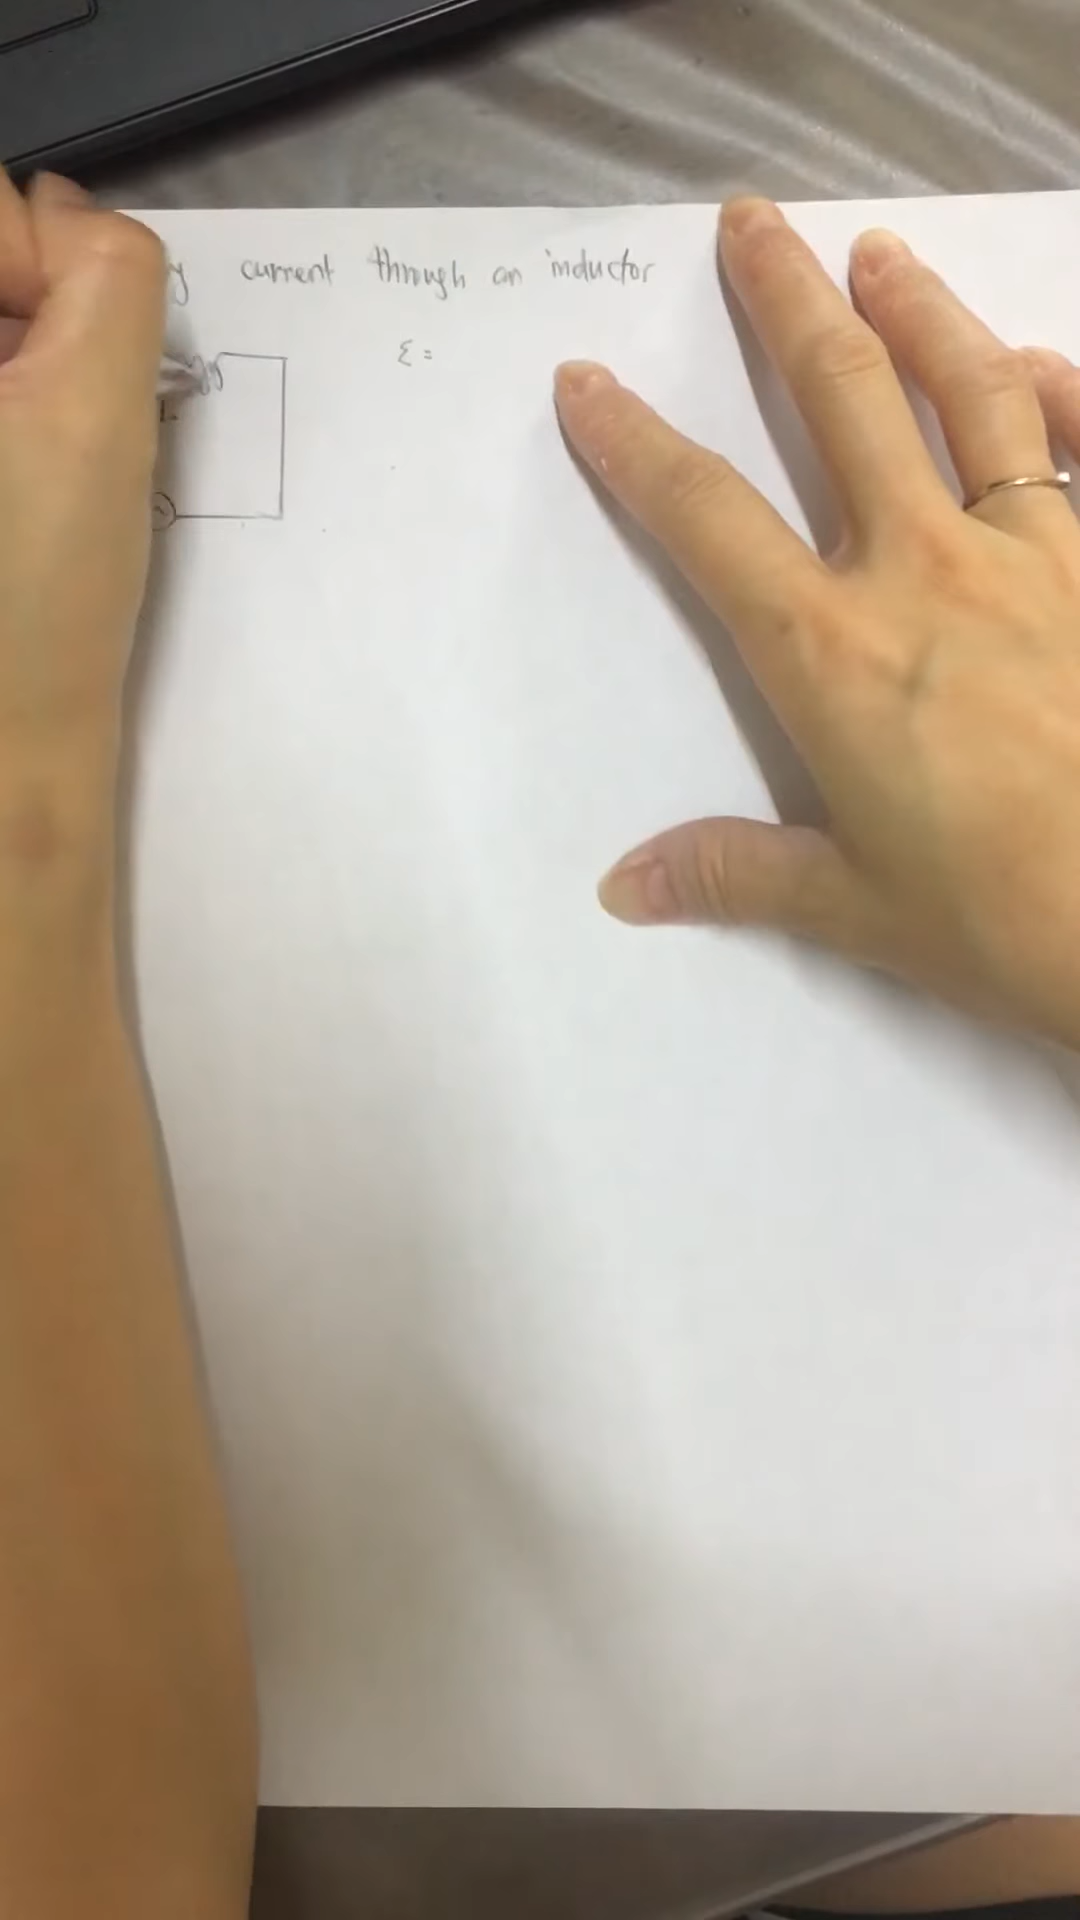 current through an inductor
ε =
L